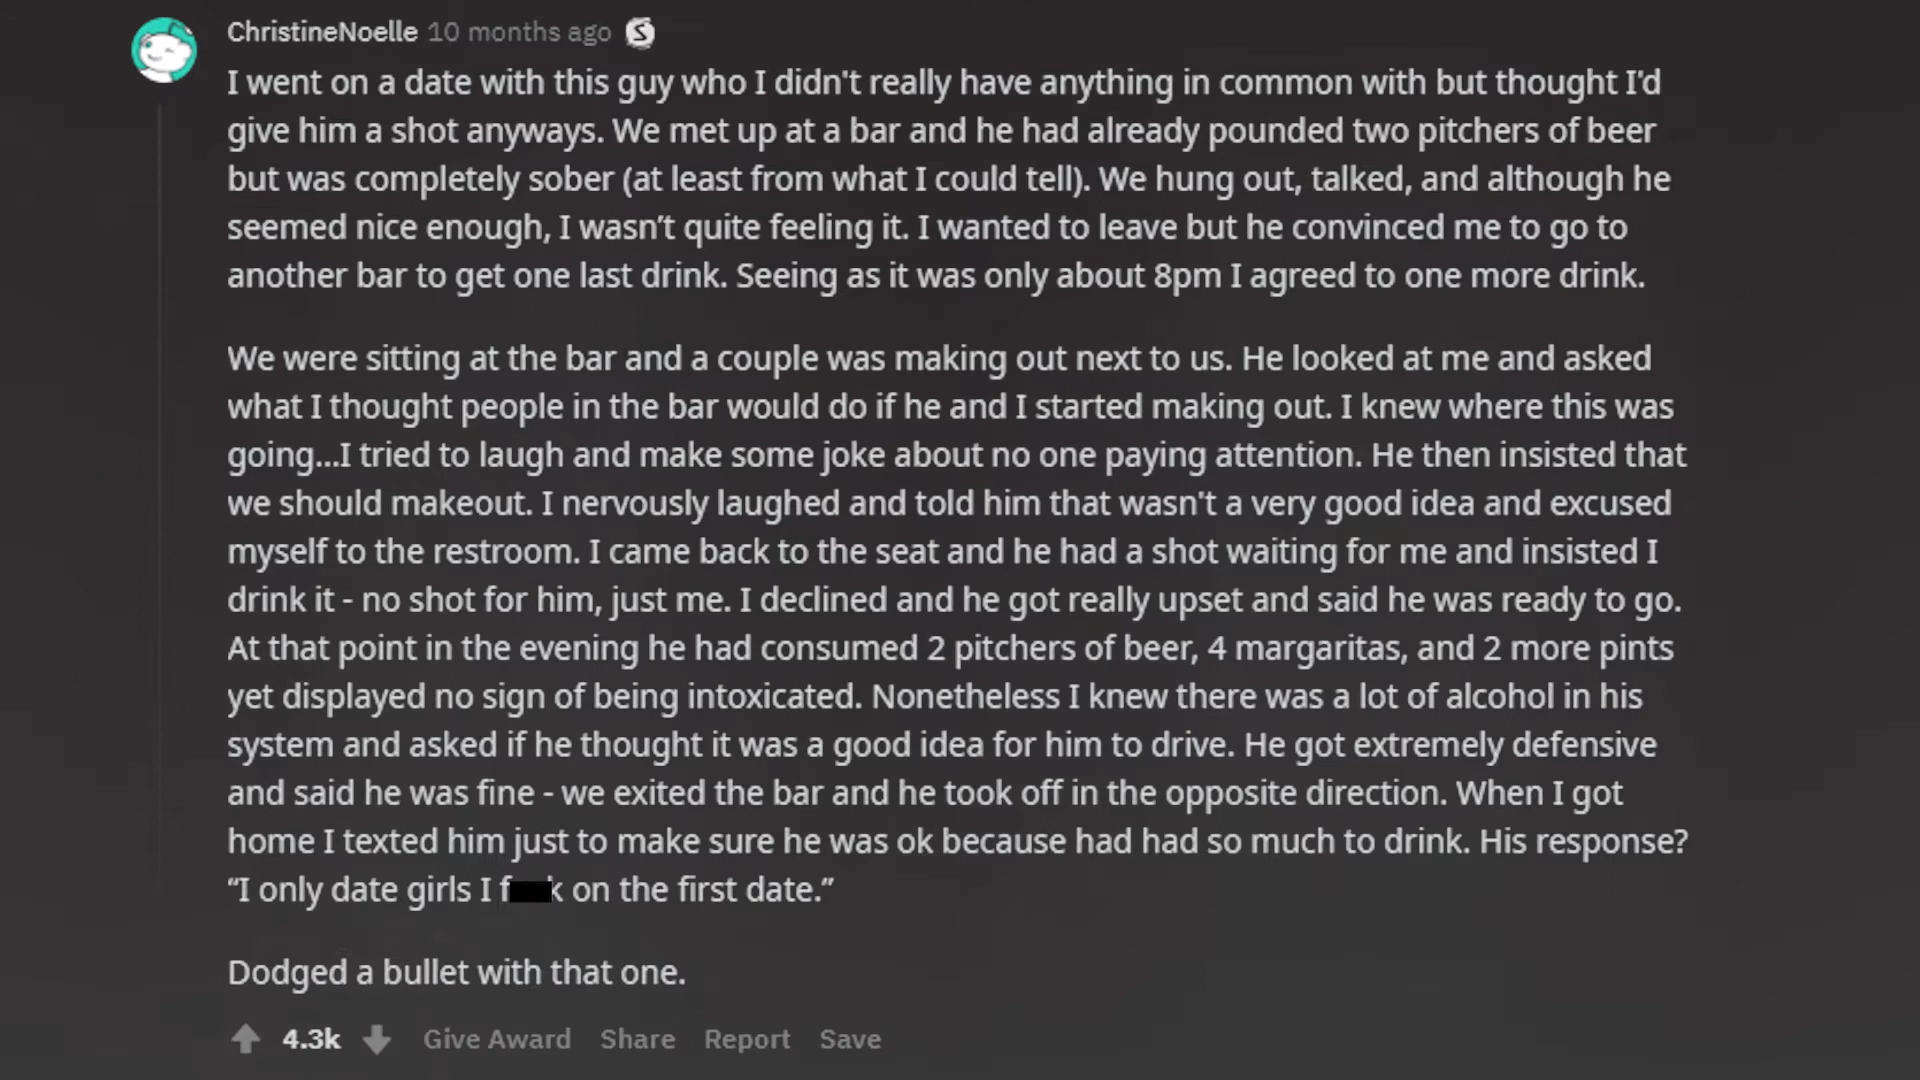 ChristineNoelle 10 months ago
I went on a date with this guy who I didn't really have anything in common with but thought I'd
give him a shot anyways. We met up at a bar and he had already pounded two pitchers of beer
but was completely sober (at least from what I could tell). We hung out, talked, and although he
seemed nice enough, I wasn’t quite feeling it. I wanted to leave but he convinced me to go to
another bar to get one last drink. Seeing as it was only about 8pm I agreed to one more drink.
We were sitting at the bar and a couple was making out next to us. He looked at me and asked
what I thought people in the bar would do if he and I started making out. I knew where this was
going...I tried to laugh and make some joke about no one paying attention. He then insisted that
we should makeout. I nervously laughed and told him that wasn't a very good idea and excused
myself to the restroom. I came back to the seat and he had a shot waiting for me and insisted I
drink it - no shot for him, just me. I declined and he got really upset and said he was ready to go.
At that point in the evening he had consumed 2 pitchers of beer, 4 margaritas, and 2 more pints
yet displayed no sign of being intoxicated. Nonetheless I knew there was a lot of alcohol in his
system and asked if he thought it was a good idea for him to drive. He got extremely defensive
and said he was fine - we exited the bar and he took off in the opposite direction. When I got
home I texted him just to make sure he was ok because had had so much to drink. His response?
“I only date girls I f k on the first date.”
Dodged a bullet with that one.
4.3k Give Award Share Report Save